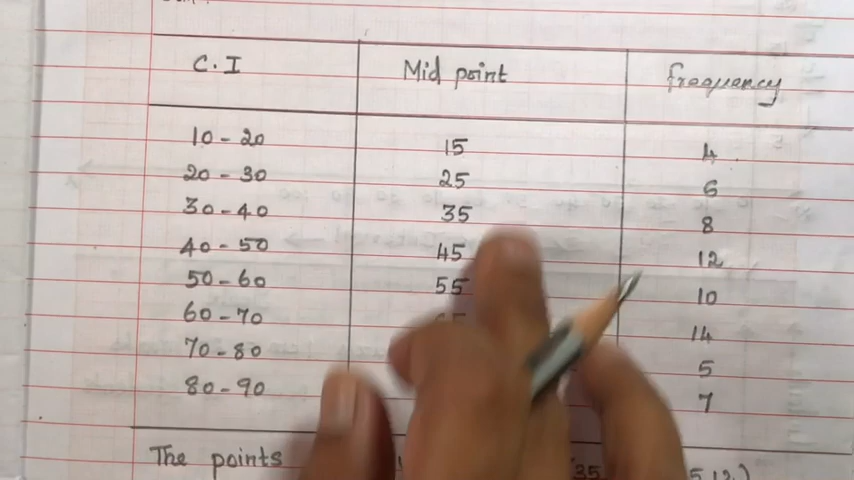 C.I Mid point frequency
10-20 15 4
20-30 25 6
30-40 35 8
40-50 45 12
50-60 55 10
60-70 14
70-80 5
80-90 7
The points